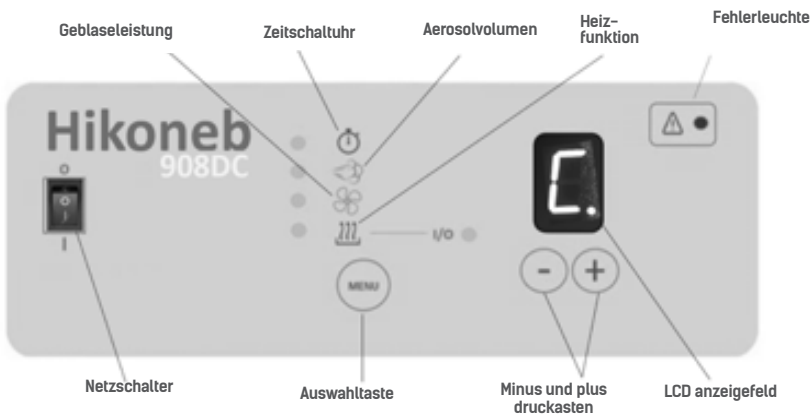 Geblaseleistung
Zeitschaltuhr
Aerosolvolumen
Heiz-
funktion
Fehlerleuchte
Hikoneb
908DC
O
I
I/O
MENU
C.
-
+
Netzschalter
Auswahltaste
Minus und plus
druckasten
LCD anzeigefeld